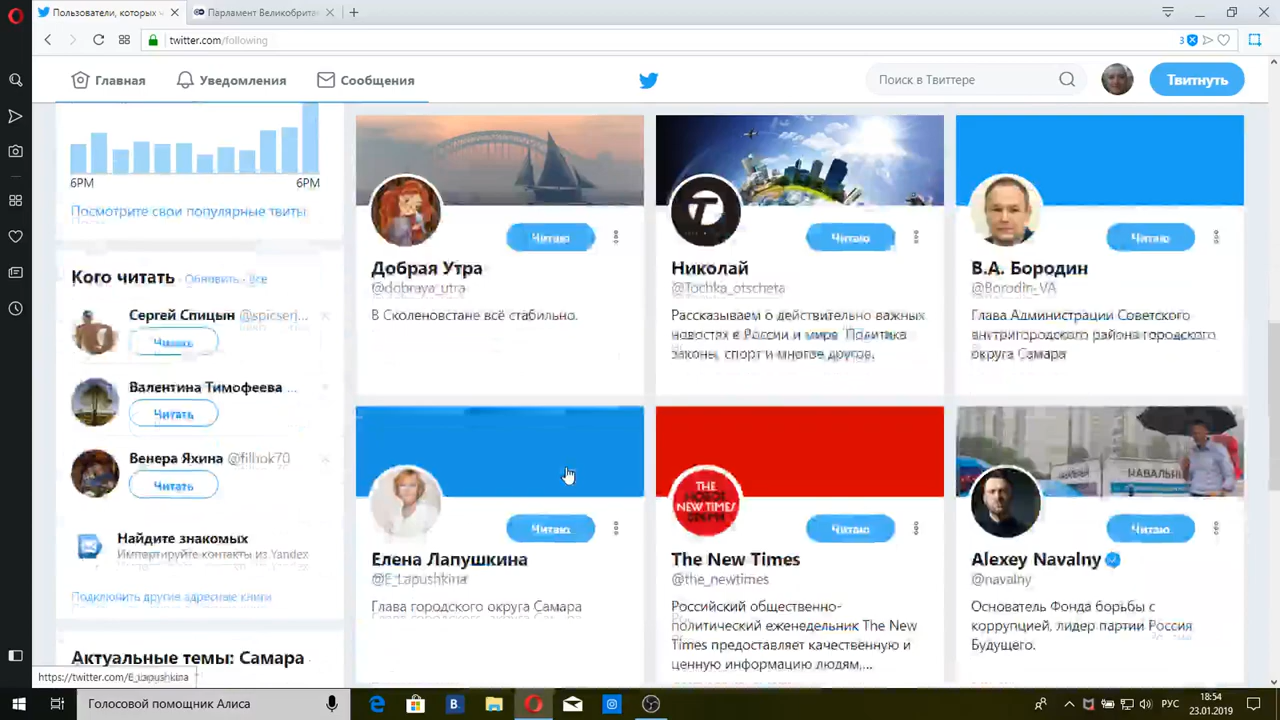 Пользователи, которых ч
Парламент Великобритан
twitter.com/following
3
Главная
Уведомления
Сообщения
Поиск в Твиттере
Твитнуть
6PM
6PM
Посмотрите свои популярные твиты
Кого читать · Обновить · Все
Сергей Спицын @spicserj...
Читать
Валентина Тимофеева ...
Читать
Венера Яхина @filhok70
Читать
Найдите знакомых
Импортируйте контакты из Yandex
Подключить другие адресные книги
Актуальные темы: Самара
Читаю
Добрая Утра
@dobraya_utra
В Сколеновстане всё стабильно.
Читаю
Николай
@Tochka_otscheta
Рассказываем о действительно важных
новостях в России и мире. Политика
законы, спорт и многое другое.
Читаю
В.А. Бородин
@Borodin_VA
Глава Администрации Советского
внутригородского района городского
округа Самара
Читаю
Елена Лапушкина
@E_Lapushkina
Глава городского округа Самара
THE
NEW TIMES
Читаю
The New Times
@the_newtimes
Российский общественно-
политический еженедельник The New
Times предоставляет качественную и
ценную информацию людям,...
НАВАЛЬНЫЙ
Читаю
Alexey Navalny
@navalny
Основатель Фонда борьбы с
коррупцией, лидер партии Россия
Будущего.
https://twitter.com/E_Lapushkina
Голосовой помощник Алиса
РУС
18:54
23.01.2019